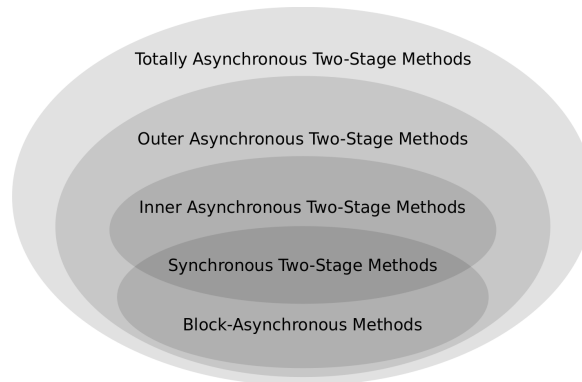 Totally Asynchronous Two-Stage Methods
Outer Asynchronous Two-Stage Methods
Inner Asynchronous Two-Stage Methods
Synchronous Two-Stage Methods
Block-Asynchronous Methods